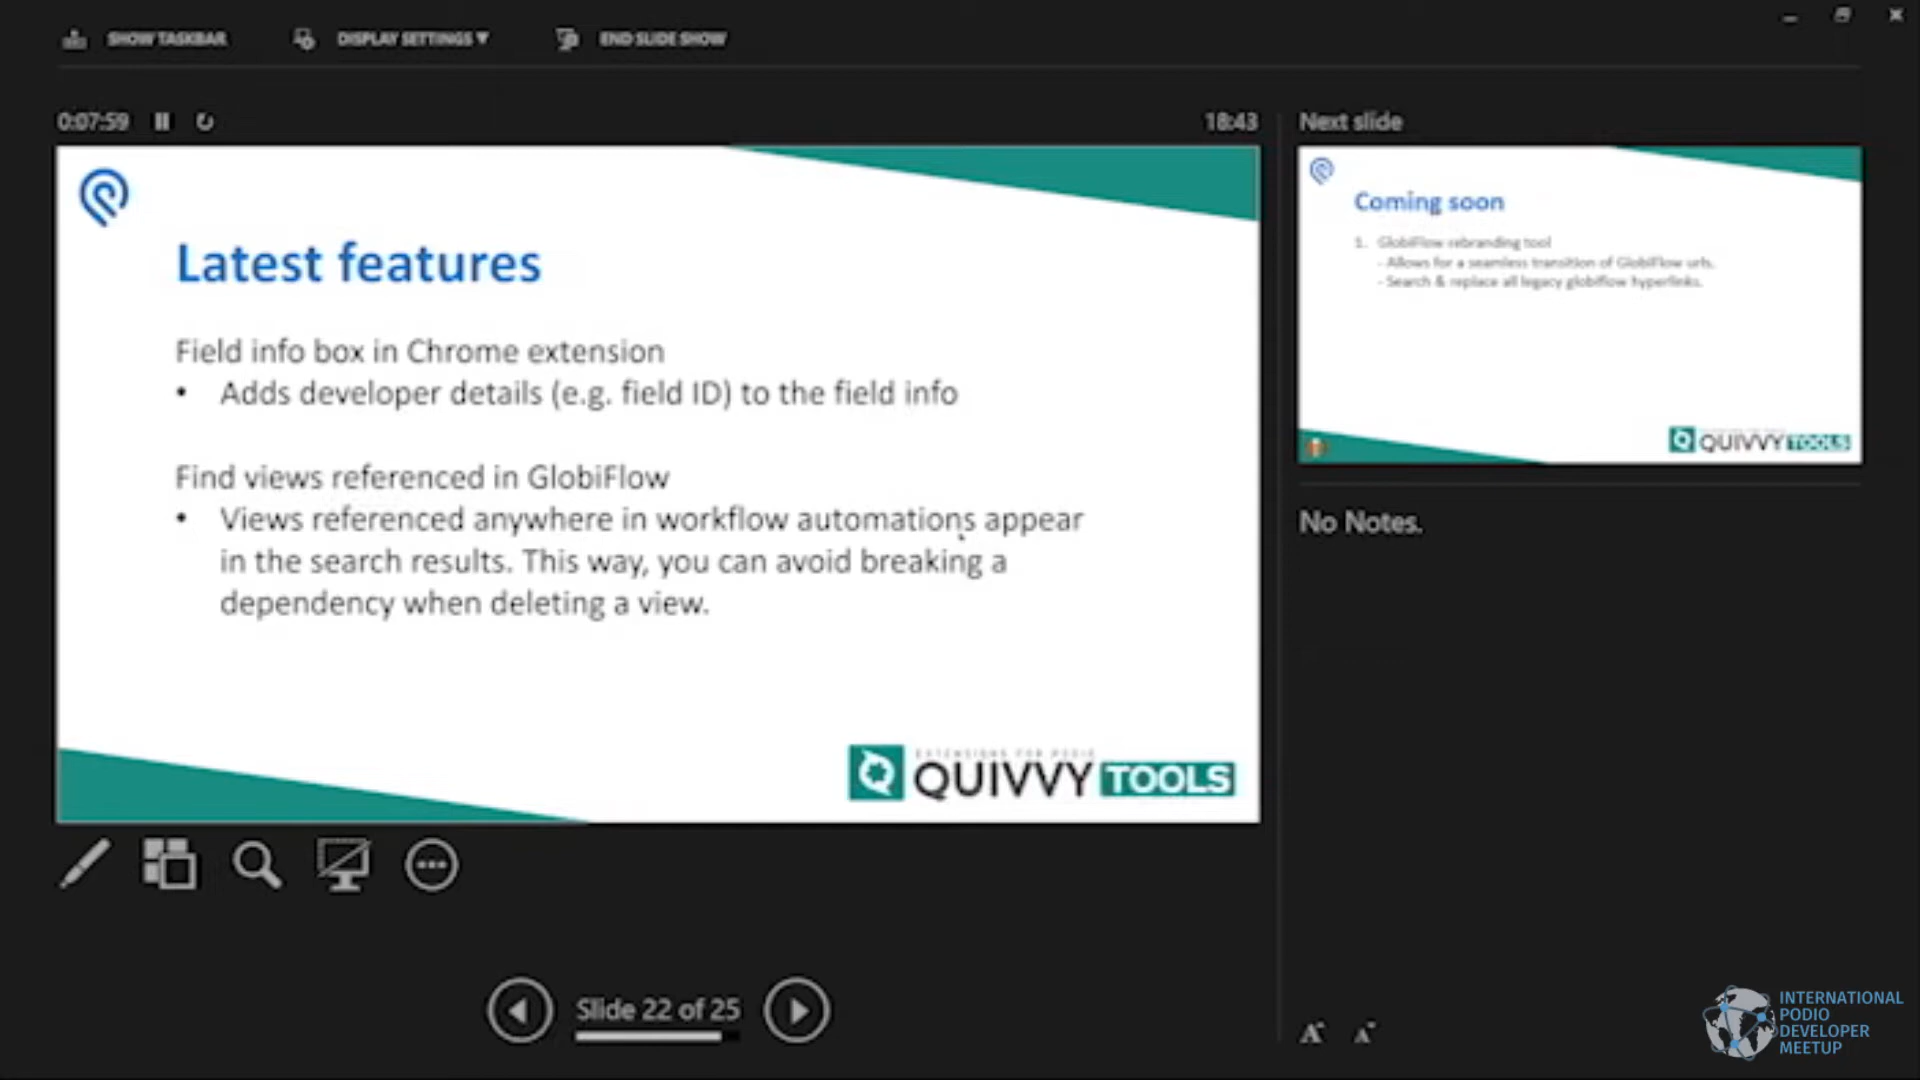 SHOW TASKBAR
DISPLAY SETTINGS ▼
END SLIDE SHOW
0:07:59
18:43
Next slide
Latest features
Field info box in Chrome extension
• Adds developer details (e.g. field ID) to the field info
Find views referenced in GlobiFlow
• Views referenced anywhere in workflow automations appear
in the search results. This way, you can avoid breaking a
dependency when deleting a view.
EXTENSIONS FOR PODIO
QUIVVY TOOLS
Coming soon
1. GlobiFlow rebranding tool
- Allows for a seamless transition of GlobiFlow urls.
- Search & replace all legacy globiflow hyperlinks.
QUIVVY TOOLS
No Notes.
Slide 22 of 25
A A
INTERNATIONAL
PODIO
DEVELOPER
MEETUP